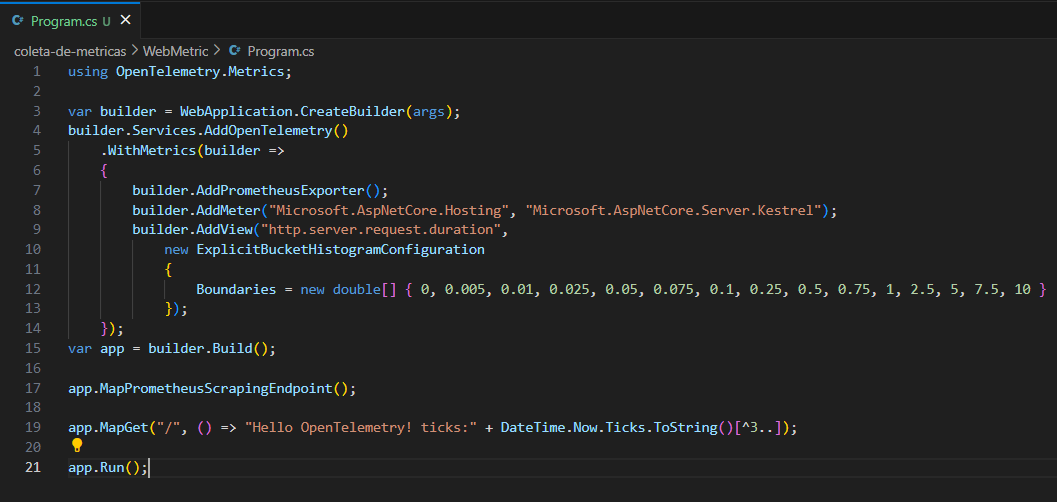 Program.cs U
coleta-de-metricas > WebMetric > Program.cs
1 using OpenTelemetry.Metrics;
2
3 var builder = WebApplication.CreateBuilder(args);
4 builder.Services.AddOpenTelemetry()
5     .WithMetrics(builder =>
6     {
7         builder.AddPrometheusExporter();
8         builder.AddMeter("Microsoft.AspNetCore.Hosting", "Microsoft.AspNetCore.Server.Kestrel");
9         builder.AddView("http.server.request.duration",
10             new ExplicitBucketHistogramConfiguration
11             {
12                 Boundaries = new double[] { 0, 0.005, 0.01, 0.025, 0.05, 0.075, 0.1, 0.25, 0.5, 0.75, 1, 2.5, 5, 7.5, 10 }
13             });
14     });
15 var app = builder.Build();
16
17 app.MapPrometheusScrapingEndpoint();
18
19 app.MapGet("/", () => "Hello OpenTelemetry! ticks:" + DateTime.Now.Ticks.ToString()[^3..]);
20
21 app.Run();